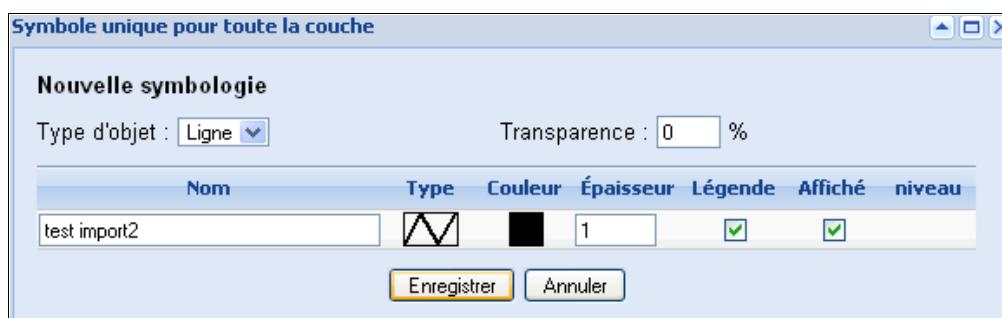 Symbole unique pour toute la couche
Nouvelle symbologie
Type d'objet : Ligne Transparence : 0 %
Nom Type Couleur Épaisseur Légende Affiché niveau
test import2 1
Enregistrer Annuler